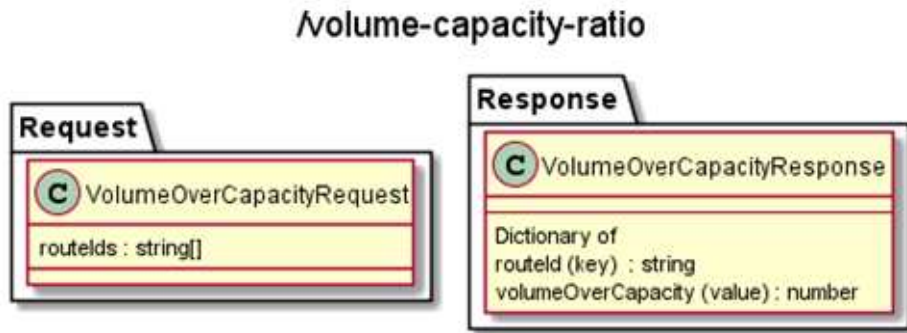 /volume-capacity-ratio
Request
C VolumeOverCapacityRequest
routeIds : string[]
Response
C VolumeOverCapacityResponse
Dictionary of
routeId (key) : string
volumeOverCapacity (value) : number